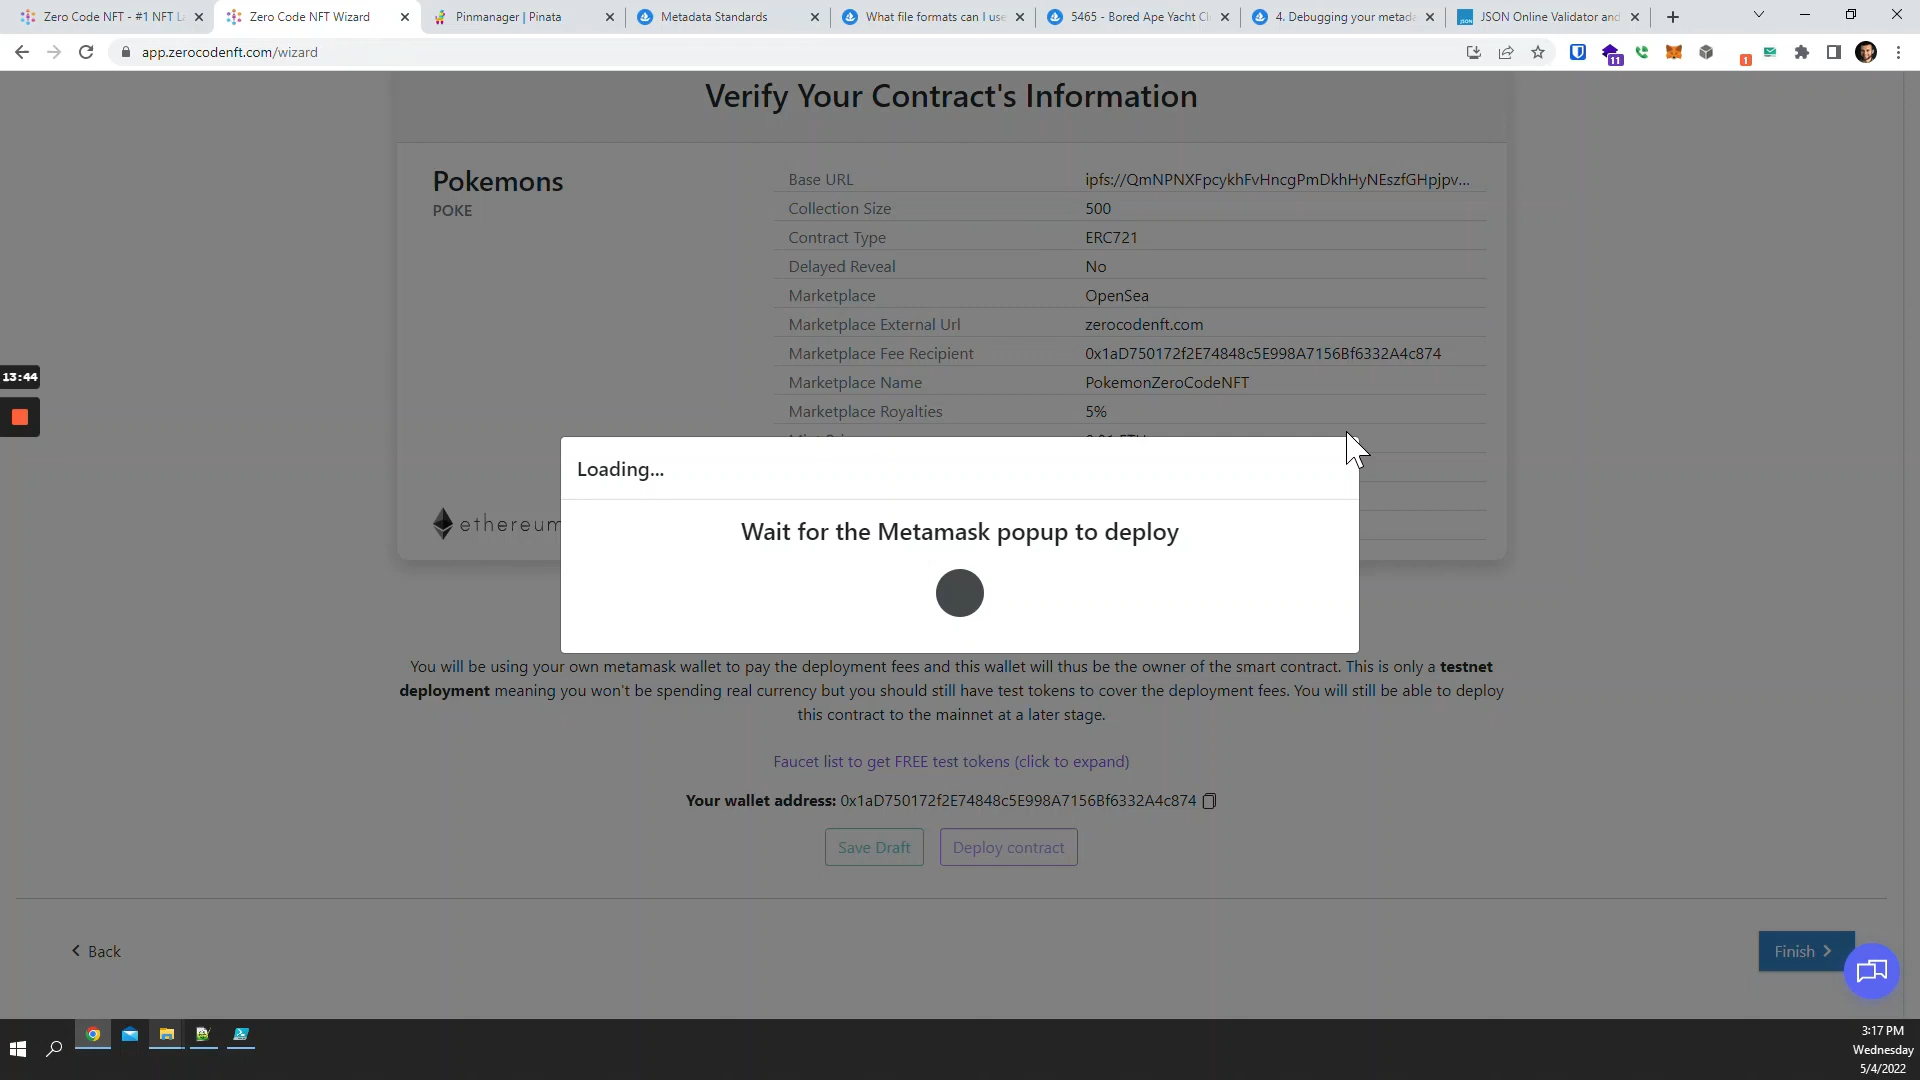 Zero Code NFT - #1 NFT La
Zero Code NFT Wizard
Pinmanager | Pinata
Metadata Standards
What file formats can I use
5465 - Bored Ape Yacht Cl
4. Debugging your metada
JSON Online Validator and
app.zerocodenft.com/wizard
11
1
Verify Your Contract's Information
Pokemons
POKE
Base URL ipfs://QmNPNXFpcykhFvHncgPmDkhHyNEszfGHpjpv...
Collection Size 500
Contract Type ERC721
Delayed Reveal No
Marketplace OpenSea
Marketplace External Url zerocodenft.com
Marketplace Fee Recipient 0x1aD750172f2E74848c5E998A7156Bf6332A4c874
Marketplace Name PokemonZeroCodeNFT
Marketplace Royalties 5%
13:44
ethereum
Loading...
Wait for the Metamask popup to deploy
You will be using your own metamask wallet to pay the deployment fees and this wallet will thus be the owner of the smart contract. This is only a testnet
deployment meaning you won't be spending real currency but you should still have test tokens to cover the deployment fees. You will still be able to deploy
this contract to the mainnet at a later stage.
Faucet list to get FREE test tokens (click to expand)
Your wallet address: 0x1aD750172f2E74848c5E998A7156Bf6332A4c874
Save Draft
Deploy contract
Back
Finish
3:17 PM
Wednesday
5/4/2022